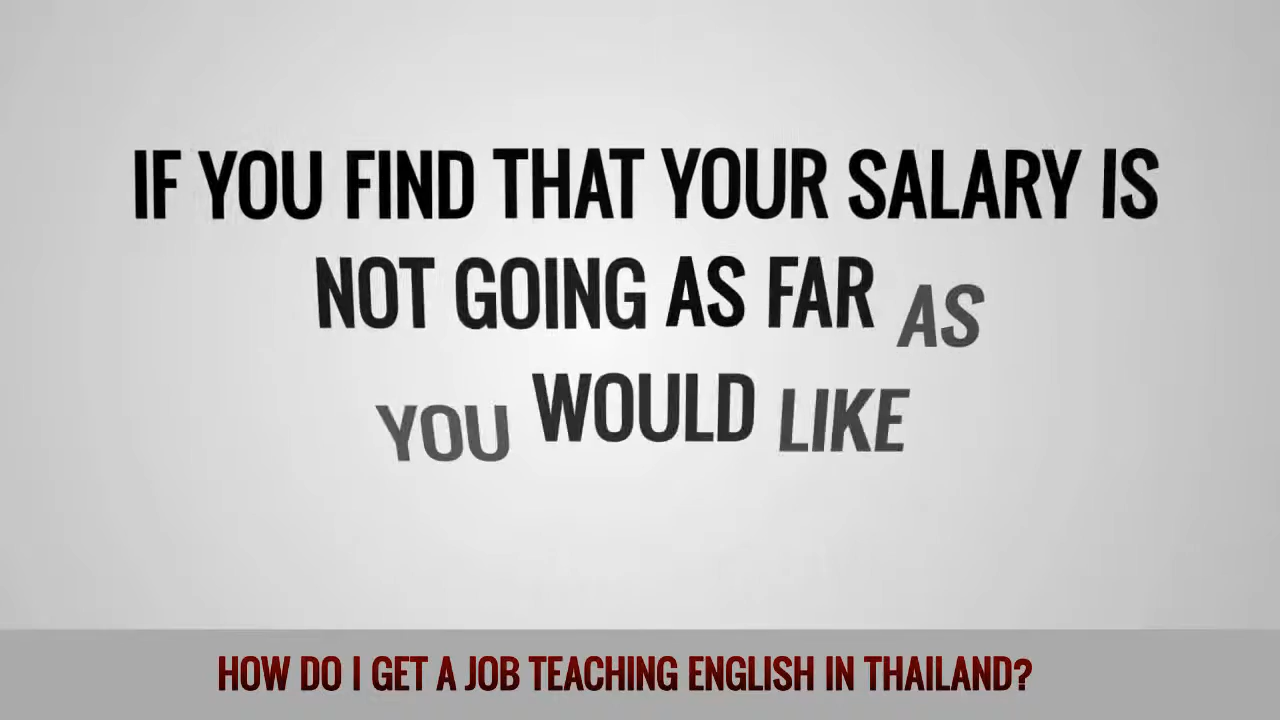 IF YOU FIND THAT YOUR SALARY IS
NOT GOING AS FAR AS
YOU WOULD LIKE
HOW DO I GET A JOB TEACHING ENGLISH IN THAILAND?